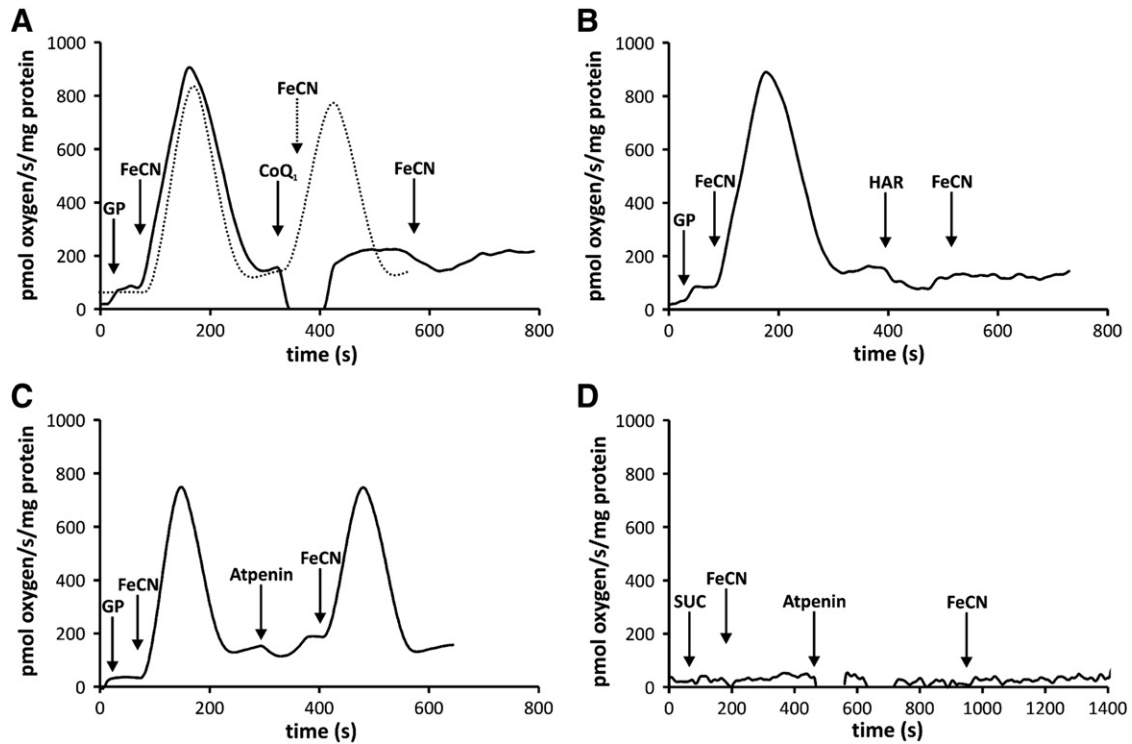 A
pmol oxygen/s/mg protein
1000
800
600
400
200
0
GP
FeCN
CoQ₁
FeCN
FeCN
0 200 400 600 800
time (s)
B
pmol oxygen/s/mg protein
1000
800
600
400
200
0
GP
FeCN
HAR
FeCN
0 200 400 600 800
time (s)
C
pmol oxygen/s/mg protein
1000
800
600
400
200
0
GP
FeCN
Atpenin
FeCN
0 200 400 600 800
time (s)
D
pmol oxygen/s/mg protein
1000
800
600
400
200
0
SUC
FeCN
Atpenin
FeCN
0 200 400 600 800 1000 1200 1400
time (s)